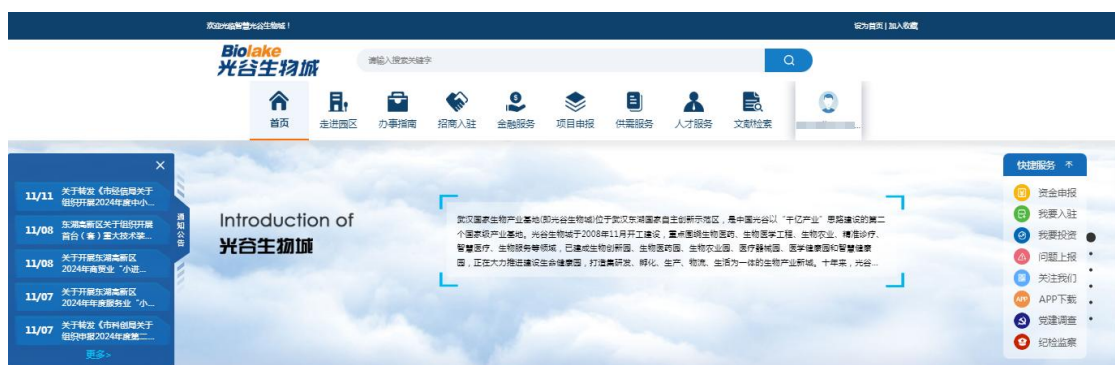 欢迎光临智慧光谷生物城！
设为首页 | 加入收藏
Biolake
光谷生物城
请输入搜索关键字
首页
走进园区
办事指南
招商入驻
金融服务
项目申报
供需服务
人才服务
文献检索
11/11 关于转发《市经信局关于
组织开展2024年度中小...
11/08 东湖高新区关于组织开展
首台（套）重大技术装...
11/08 关于开展东湖高新区
2024年商贸业“小进...
11/07 关于开展东湖高新区
2024年年度服务业“小...
11/07 关于转发《市科创局关于
组织申报2024年度第二...
更多>
通知公告
Introduction of
光谷生物城
武汉国家生物产业基地(即光谷生物城)位于武汉东湖国家自主创新示范区，是中国光谷以“千亿产业”思路建设的第二
个国家级产业基地。光谷生物城于2008年11月开工建设，重点围绕生物医药、生物医学工程、生物农业、精准诊疗、
智慧医疗、生物服务等领域，已建成生物创新园、生物医药园、生物农业园、医疗器械园、医学健康园和智慧健康
园，正在大力推进建设生命健康园，打造集研发、孵化、生产、物流、生活为一体的生物产业新城。十年来，光谷...
快捷服务
资金申报
我要入驻
我要投资
问题上报
关注我们
APP APP下载
党建调查
纪检监察